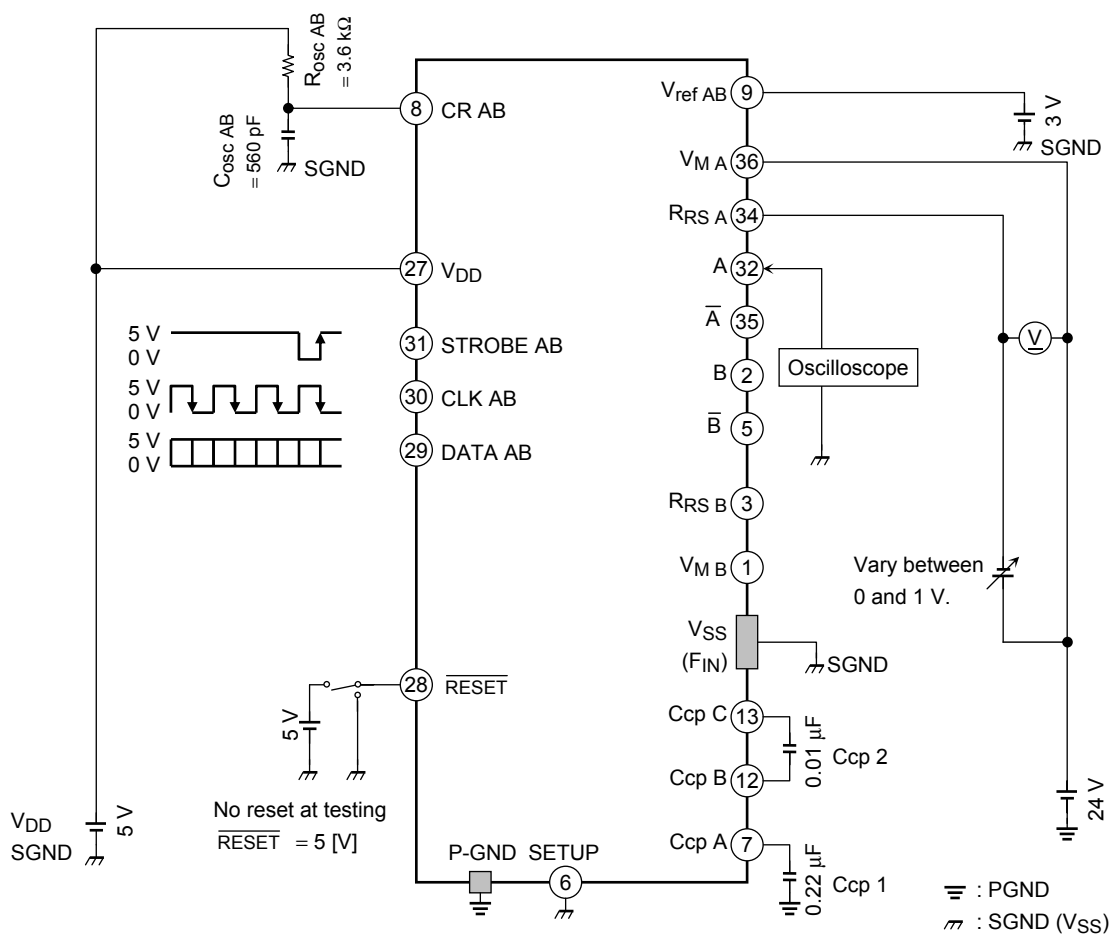 Rosc AB
= 3.6 kΩ
Cosc AB
= 560 pF
SGND
8
CR AB
27
VDD
5 V
0 V
31
STROBE AB
5 V
0 V
30
CLK AB
5 V
0 V
29
DATA AB
28
RESET
5 V
No reset at testing
RESET = 5 [V]
VDD
SGND
5 V
P-GND
SETUP
6
Vref AB
9
3 V
SGND
VM A
36
RRS A
34
A
32
A
35
B
2
B
5
Oscilloscope
V
RRS B
3
VM B
1
Vary between
0 and 1 V.
VSS
(FIN)
SGND
Ccp C
13
0.01 μF
Ccp 2
Ccp B
12
Ccp A
7
0.22 μF
Ccp 1
24 V
: PGND
: SGND (VSS)